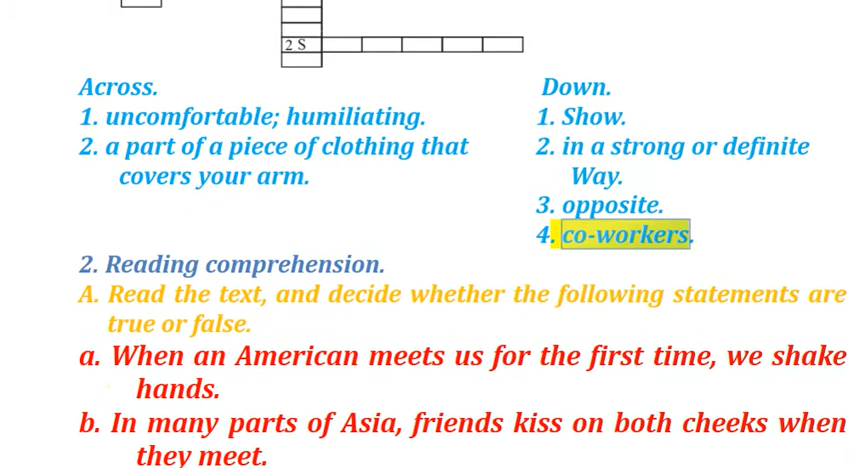 2 S
Across.
1. uncomfortable; humiliating.
2. a part of a piece of clothing that
covers your arm.
Down.
1. Show.
2. in a strong or definite
Way.
3. opposite.
4. co-workers.
2. Reading comprehension.
A. Read the text, and decide whether the following statements are
true or false.
a. When an American meets us for the first time, we shake
hands.
b. In many parts of Asia, friends kiss on both cheeks when
they meet.